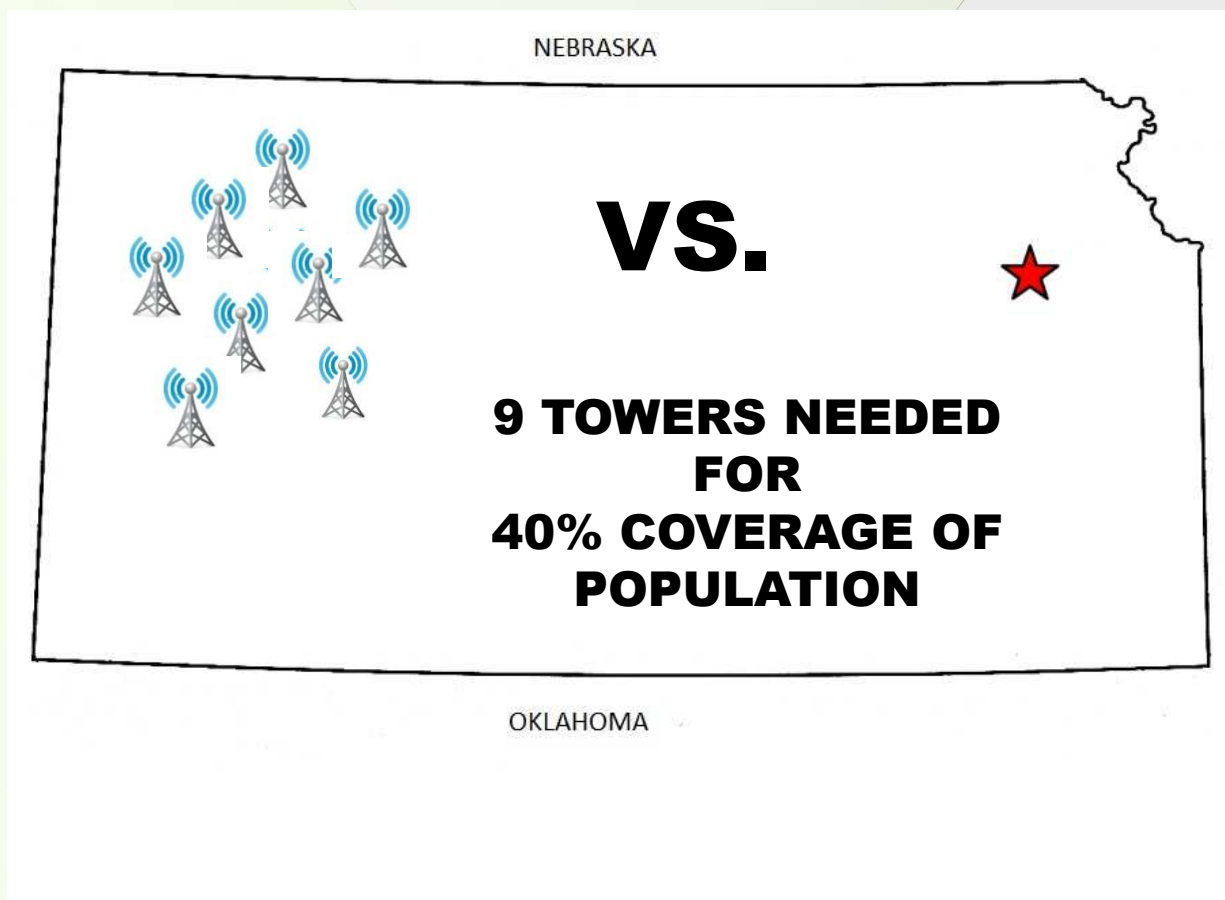 NEBRASKA
VS.
9 TOWERS NEEDED
FOR
40% COVERAGE OF
POPULATION
OKLAHOMA